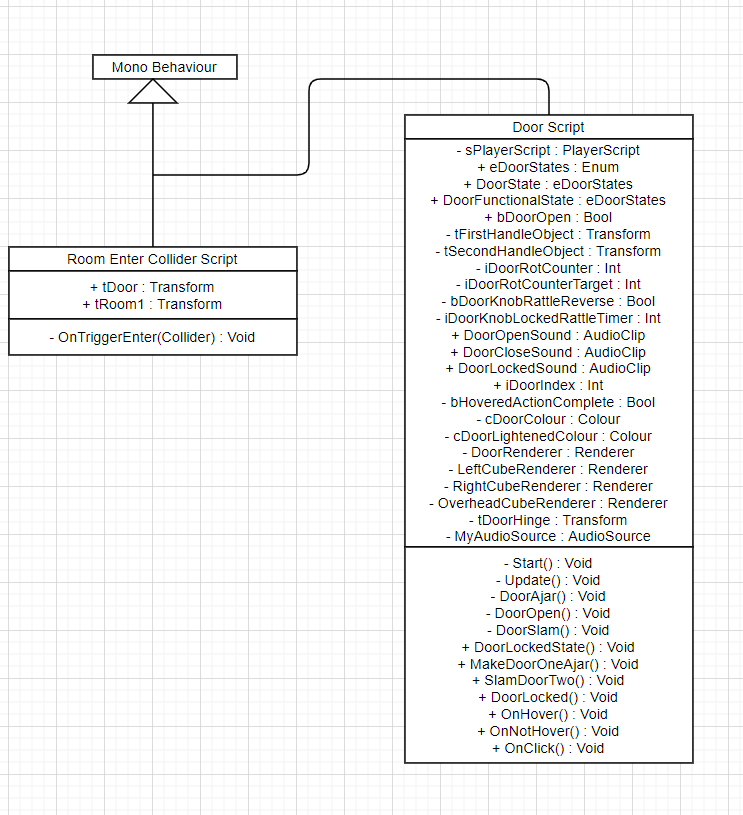 Mono Behaviour
Door Script
- sPlayerScript : PlayerScript
+ eDoorStates : Enum
+ DoorState : eDoorStates
+ DoorFunctionalState : eDoorStates
+ bDoorOpen : Bool
- tFirstHandleObject : Transform
- tSecondHandleObject : Transform
- iDoorRotCounter : Int
- iDoorRotCounterTarget : Int
- bDoorKnobRattleReverse : Bool
- iDoorKnobLockedRattleTimer : Int
+ DoorOpenSound : AudioClip
+ DoorCloseSound : AudioClip
+ DoorLockedSound : AudioClip
+ iDoorIndex : Int
- bHoveredActionComplete : Bool
- cDoorColour : Colour
- cDoorLightenedColour : Colour
- DoorRenderer : Renderer
- LeftCubeRenderer : Renderer
- RightCubeRenderer : Renderer
- OverheadCubeRenderer : Renderer
- tDoorHinge : Transform
- MyAudioSource : AudioSource
- Start() : Void
- Update() : Void
- DoorAjar() : Void
- DoorOpen() : Void
- DoorSlam() : Void
+ DoorLockedState() : Void
+ MakeDoorOneAjar() : Void
+ SlamDoorTwo() : Void
+ DoorLocked() : Void
+ OnHover() : Void
+ OnNotHover() : Void
+ OnClick() : Void
Room Enter Collider Script
+ tDoor : Transform
+ tRoom1 : Transform
- OnTriggerEnter(Collider) : Void